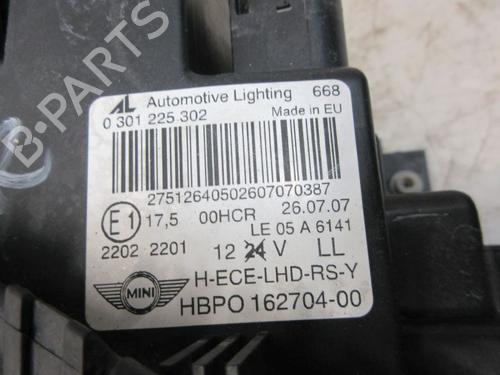 AL Automotive Lighting 668
0 301 225 302 Made in EU
27512640502607070387
E1 17,5 00HCR 26.07.07
LE 05 A 6141
2202 2201 12 24 V LL
MINI H-ECE-LHD-RS-Y
HBPO 162704-00
B-PARTS